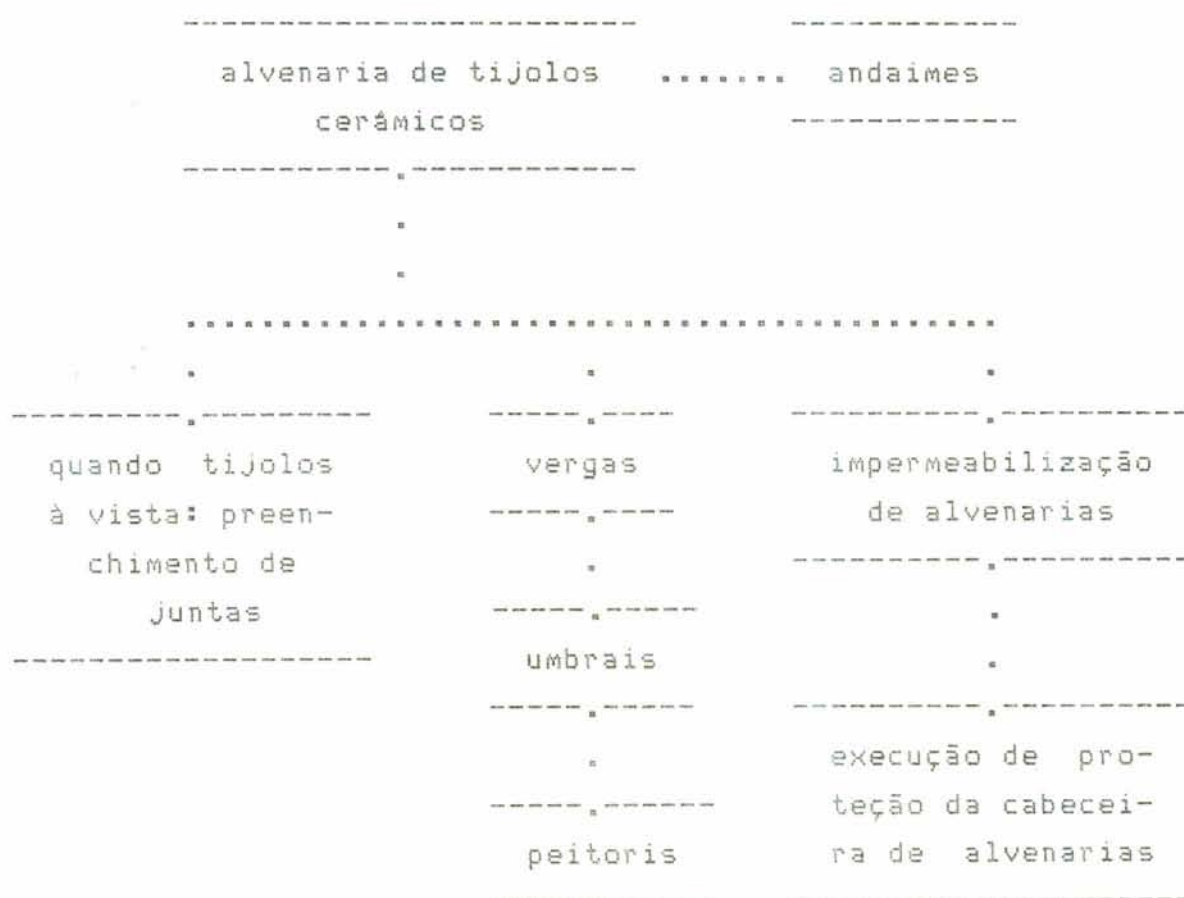 alvenaria de tijolos ....... andaimes
cerâmicos
quando tijolos
à vista: preen-
chimento de
juntas
vergas
umbrais
peitoris
impermeabilização
de alvenarias
execução de pro-
teção da cabecei-
ra de alvenarias